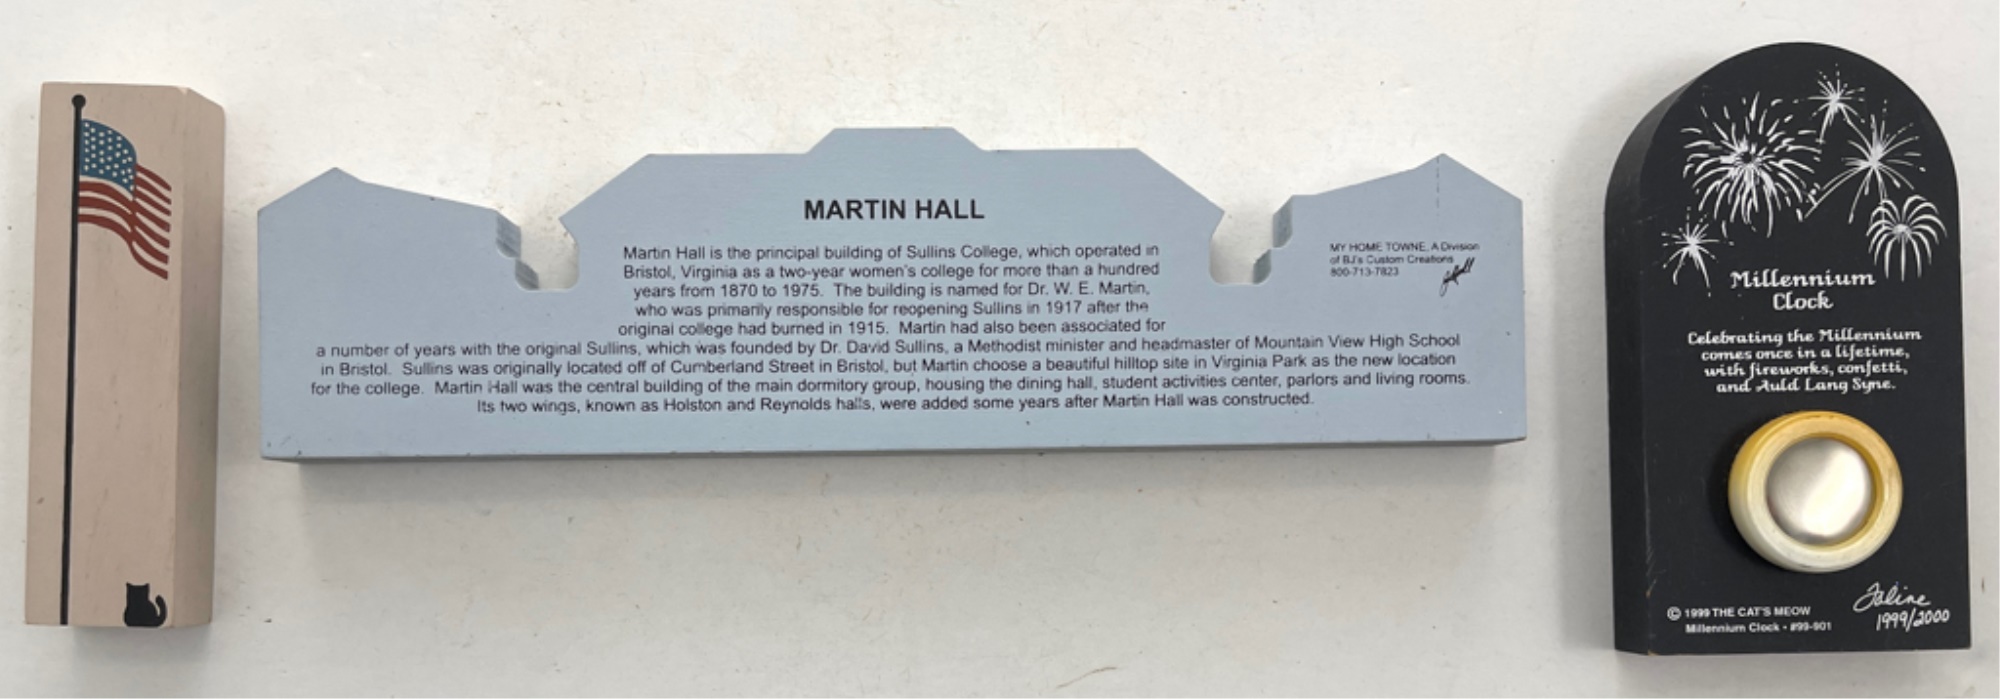 MARTIN HALL
Martin Hall is the principal building of Sullins College, which operated in
Bristol, Virginia as a two-year women's college for more than a hundred
years from 1870 to 1975. The building is named for Dr. W. E. Martin,
who was primarily responsible for reopening Sullins in 1917 after the
original college had burned in 1915. Martin had also been associated for
a number of years with the original Sullins, which was founded by Dr. David Sullins, a Methodist minister and headmaster of Mountain View High School
in Bristol. Sullins was originally located off of Cumberland Street in Bristol, but Martin choose a beautiful hilltop site in Virginia Park as the new location
for the college. Martin Hall was the central building of the main dormitory group, housing the dining hall, student activities center, parlors and living rooms.
Its two wings, known as Holston and Reynolds halls, were added some years after Martin Hall was constructed.
MY HOME TOWNE, A Division
of BJ's Custom Creations
800-713-7823
Millennium
Clock
Celebrating the Millennium
comes once in a lifetime,
with fireworks, confetti,
and Auld Lang Syne.
© 1999 THE CAT'S MEOW
Millennium Clock • #99-901
Faline
1999/2000